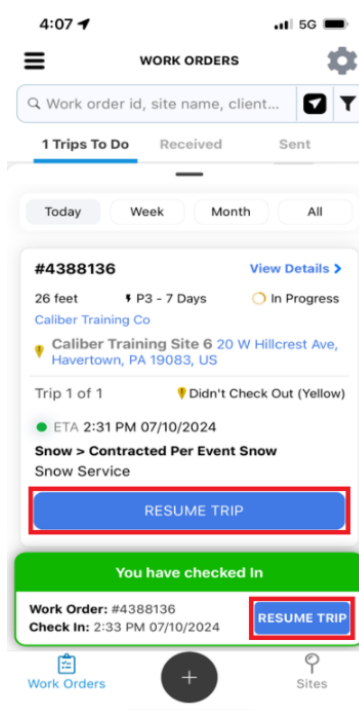 4:07
5G
WORK ORDERS
Work order id, site name, client...
1 Trips To Do Received Sent
Today Week Month All
#4388136 View Details >
26 feet P3 - 7 Days In Progress
Caliber Training Co
Caliber Training Site 6 20 W Hillcrest Ave,
Havertown, PA 19083, US
Trip 1 of 1 Didn't Check Out (Yellow)
ETA 2:31 PM 07/10/2024
Snow > Contracted Per Event Snow
Snow Service
RESUME TRIP
You have checked In
Work Order: #4388136
Check In: 2:33 PM 07/10/2024
RESUME TRIP
+
Work Orders Sites